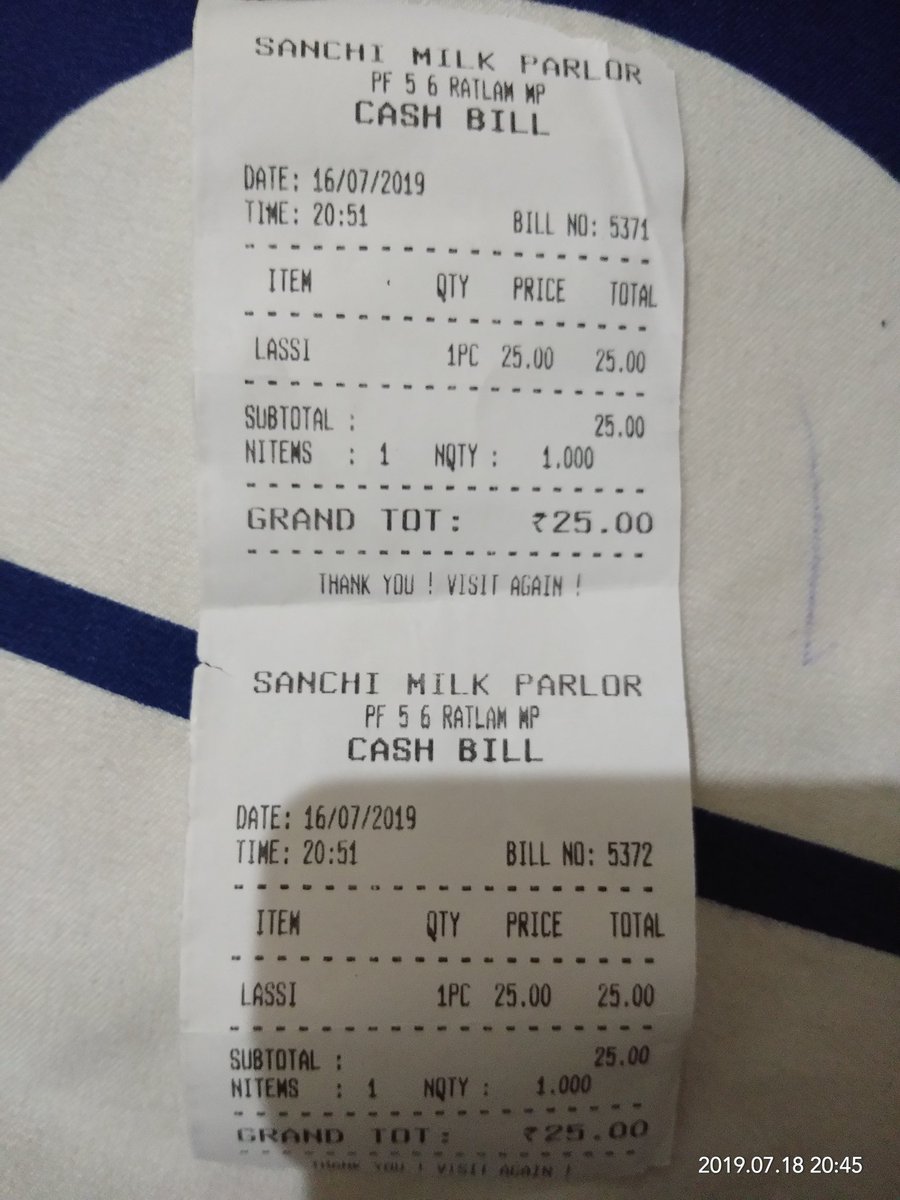 SANCHI MILK PARLOR
PF 5 6 RATLAM MP
CASH BILL
DATE: 16/07/2019
TIME: 20:51 BILL NO: 5371
ITEM QTY PRICE TOTAL
LASSI 1PC 25.00 25.00
SUBTOTAL : 25.00
NITEMS : 1 NQTY : 1.000
GRAND TOT: ₹25.00
THANK YOU ! VISIT AGAIN !
SANCHI MILK PARLOR
PF 5 6 RATLAM MP
CASH BILL
DATE: 16/07/2019
TIME: 20:51 BILL NO: 5372
ITEM QTY PRICE TOTAL
LASSI 1PC 25.00 25.00
SUBTOTAL : 25.00
NITEMS : 1 NQTY : 1.000
GRAND TOT: ₹25.00
THANK YOU ! VISIT AGAIN !
2019.07.18 20:45